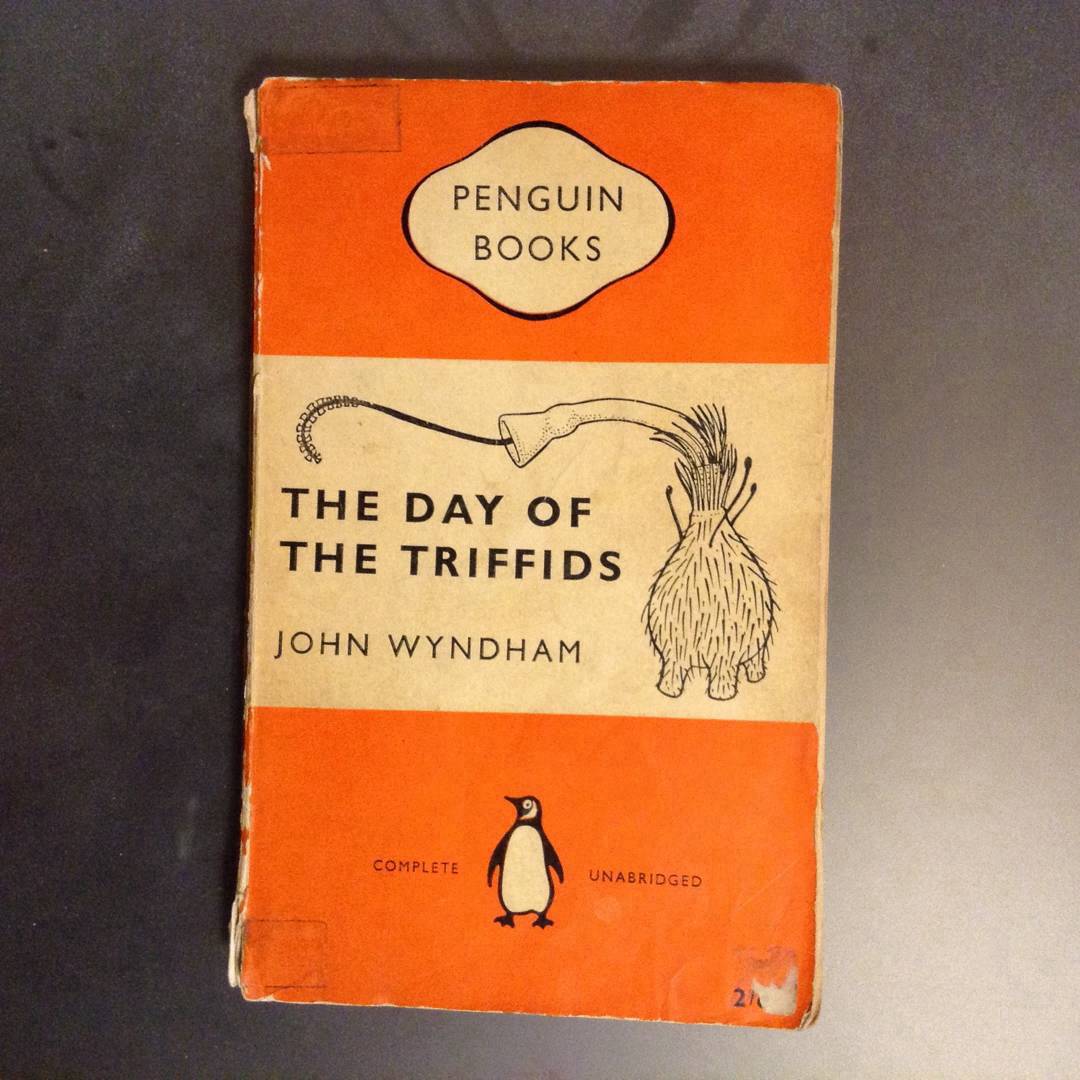 PENGUIN
BOOKS
THE DAY OF
THE TRIFFIDS
JOHN WYNDHAM
COMPLETE
UNABRIDGED